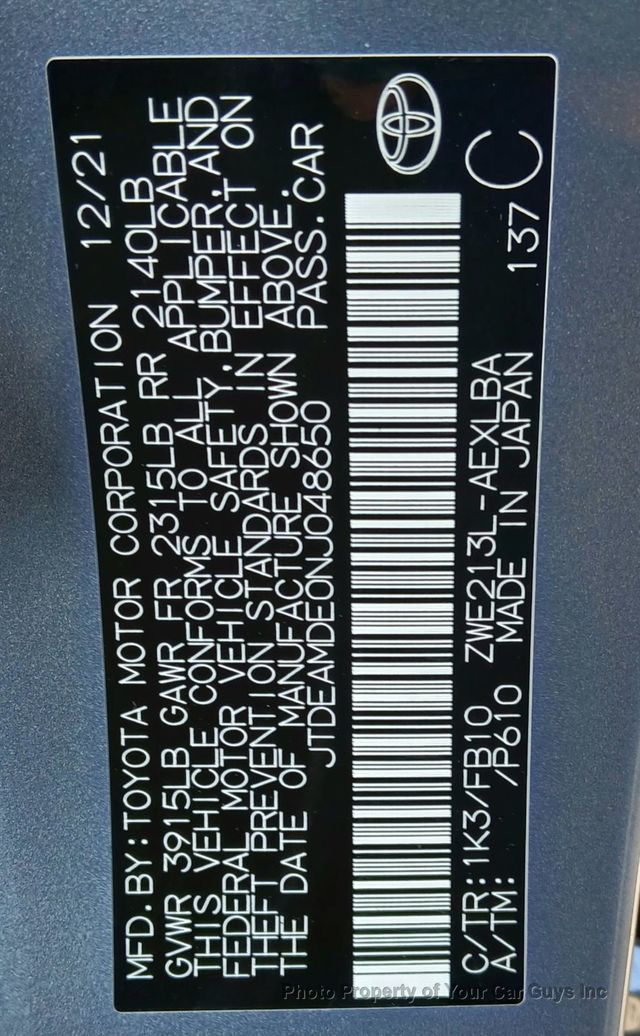 MFD.BY:TOYOTA MOTOR CORPORATION 12/21
GVWR 3915LB GAWR FR 2315LB RR 2140LB
THIS VEHICLE CONFORMS TO ALL APPLICABLE
FEDERAL MOTOR VEHICLE SAFETY,BUMPER,AND
THEFT PREVENTION STANDARDS IN EFFECT ON
THE DATE OF MANUFACTURE SHOWN ABOVE.
JTDEAMDE0NJ048650 PASS.CAR
C/TR:1K3/FB10 ZWE213L-AEXLBA
A/TM: /P610 MADE IN JAPAN 137 C
Photo Property of Your Car Guys Inc